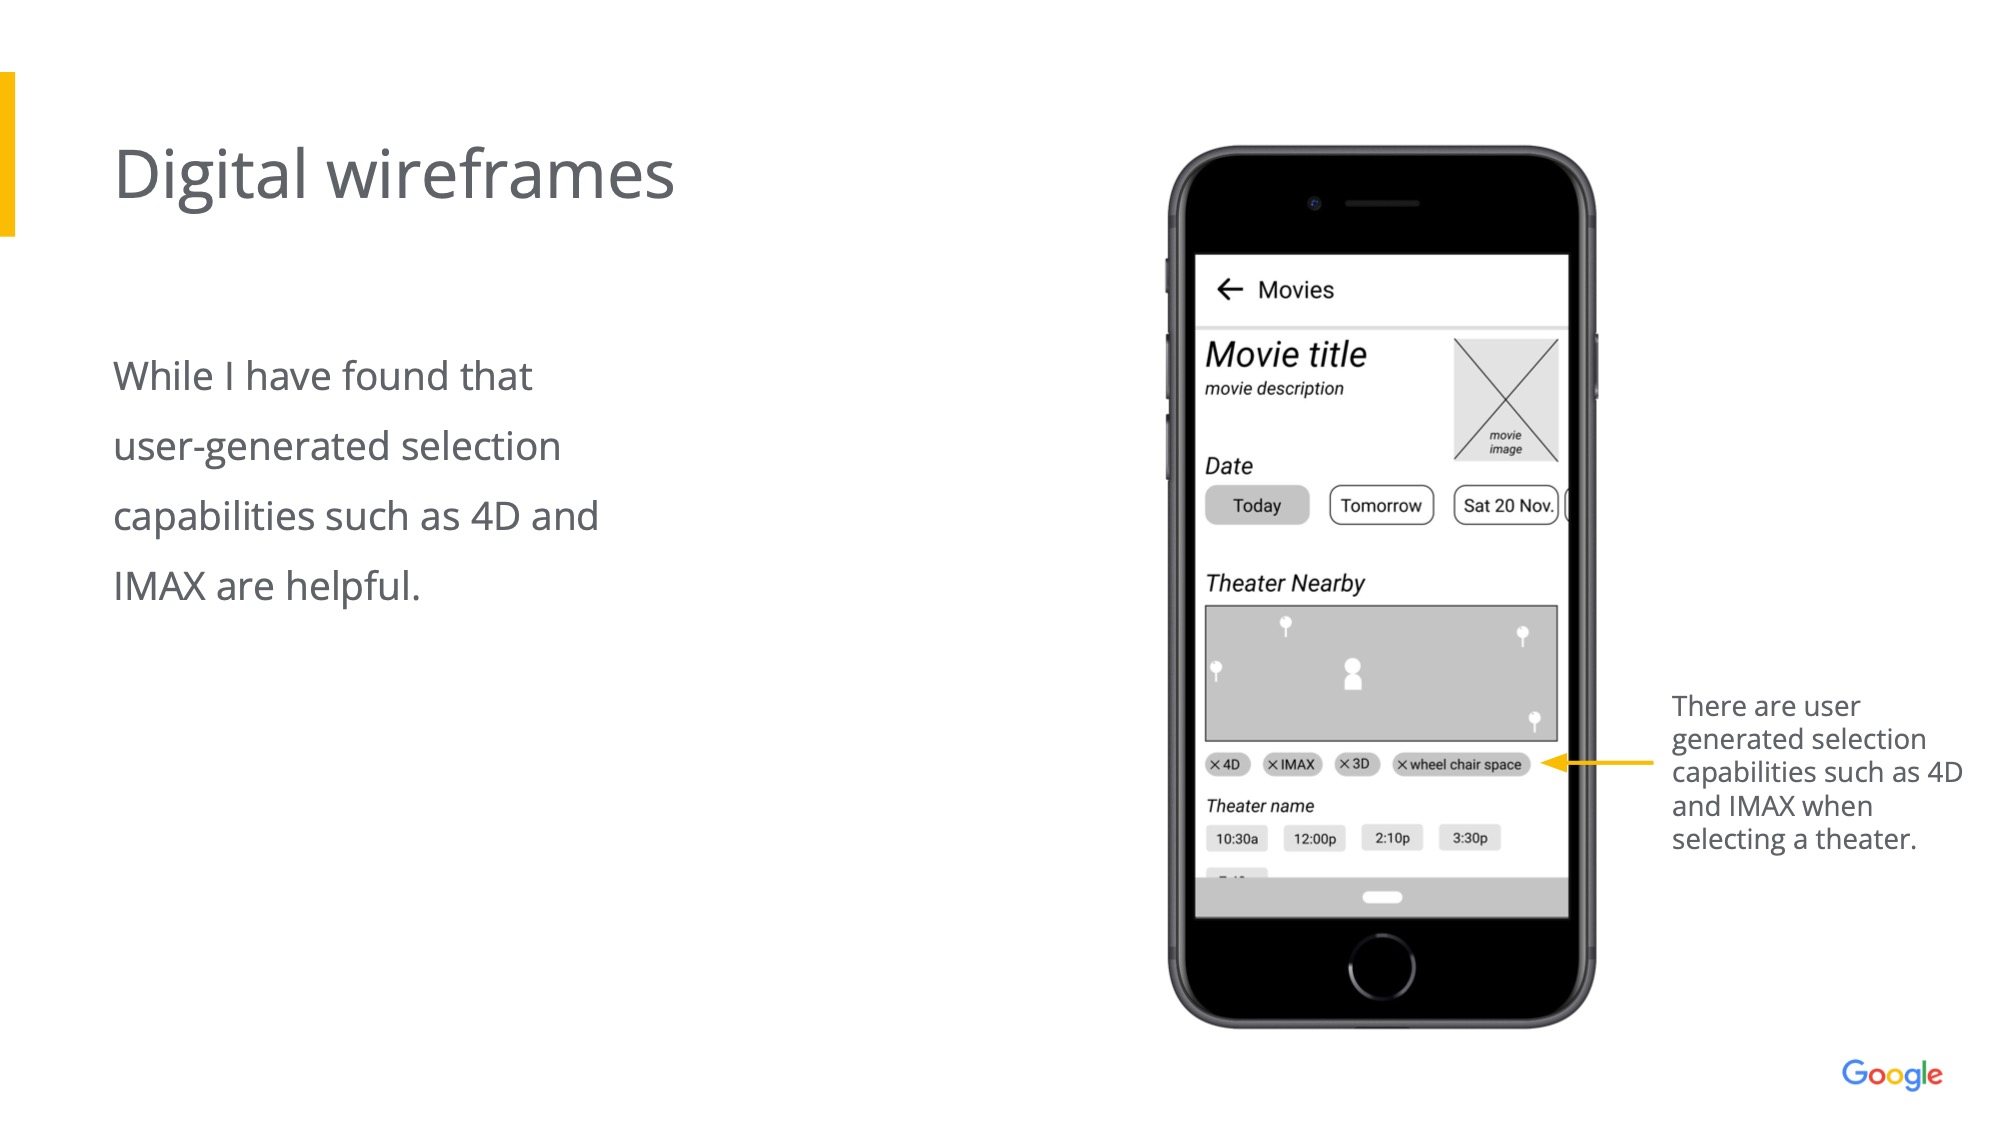 Digital wireframes
While I have found that
user-generated selection
capabilities such as 4D and
IMAX are helpful.
Movies
Movie title
movie description
movie
image
Date
Today
Tomorrow
Sat 20 Nov.
Theater Nearby
4D
IMAX
3D
wheel chair space
Theater name
10:30a
12:00p
2:10p
3:30p
There are user
generated selection
capabilities such as 4D
and IMAX when
selecting a theater.
Google